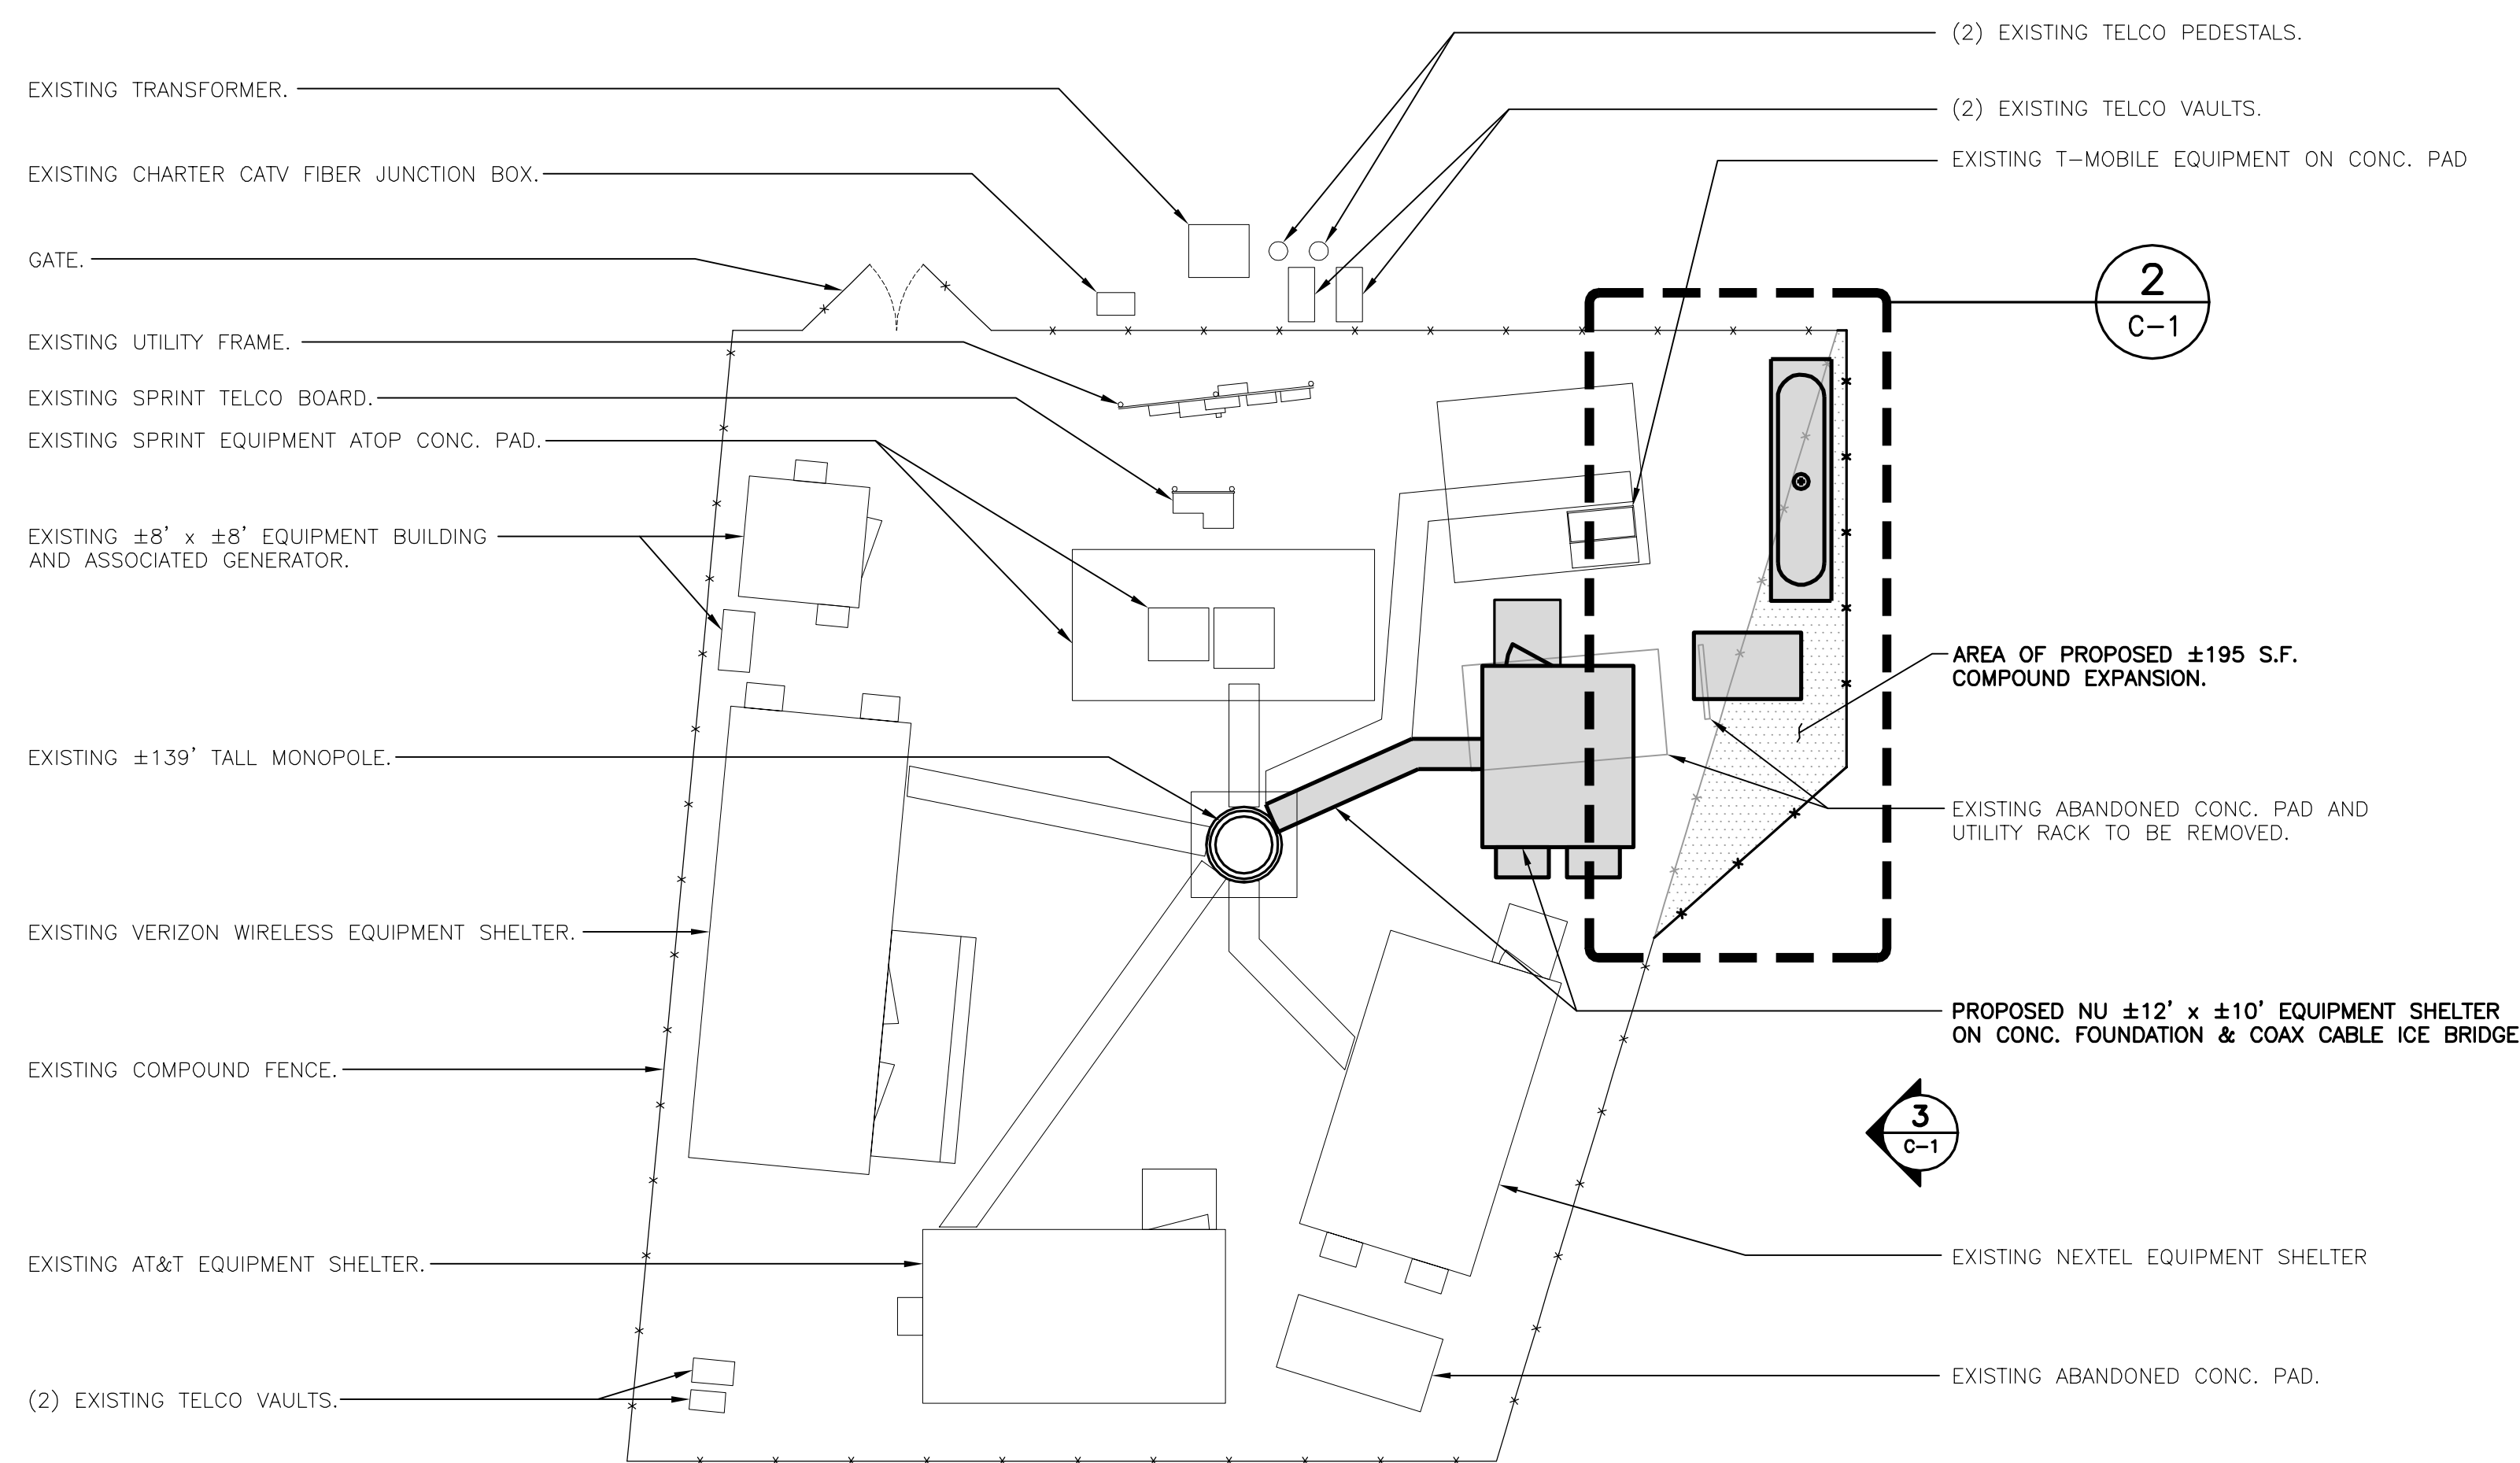 EXISTING TRANSFORMER.
EXISTING CHARTER CATV FIBER JUNCTION BOX.
GATE.
EXISTING UTILITY FRAME.
EXISTING SPRINT TELCO BOARD.
EXISTING SPRINT EQUIPMENT ATOP CONC. PAD.
EXISTING ±8' x ±8' EQUIPMENT BUILDING
AND ASSOCIATED GENERATOR.
EXISTING ±139' TALL MONOPOLE.
EXISTING VERIZON WIRELESS EQUIPMENT SHELTER.
EXISTING COMPOUND FENCE.
EXISTING AT&T EQUIPMENT SHELTER.
(2) EXISTING TELCO VAULTS.
(2) EXISTING TELCO PEDESTALS.
(2) EXISTING TELCO VAULTS.
EXISTING T-MOBILE EQUIPMENT ON CONC. PAD
2
C-1
AREA OF PROPOSED ±195 S.F.
COMPOUND EXPANSION.
EXISTING ABANDONED CONC. PAD AND
UTILITY RACK TO BE REMOVED.
PROPOSED NU ±12' x ±10' EQUIPMENT SHELTER
ON CONC. FOUNDATION & COAX CABLE ICE BRIDGE
3
C-1
EXISTING NEXTEL EQUIPMENT SHELTER
EXISTING ABANDONED CONC. PAD.